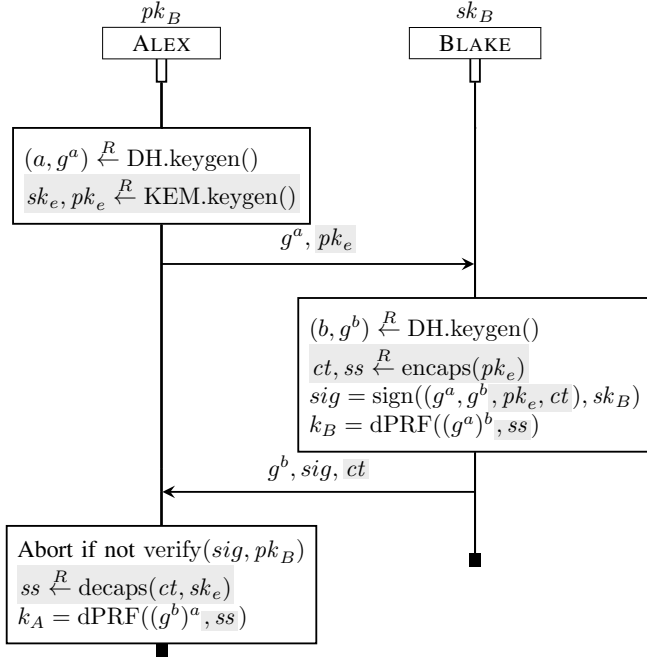 pk_B
ALEX
sk_B
BLAKE
(a, g^a) ←^R DH.keygen()
sk_e, pk_e ←^R KEM.keygen()
g^a, pk_e
(b, g^b) ←^R DH.keygen()
ct, ss ←^R encaps(pk_e)
sig = sign((g^a, g^b, pk_e, ct), sk_B)
k_B = dPRF((g^a)^b, ss)
g^b, sig, ct
Abort if not verify(sig, pk_B)
ss ←^R decaps(ct, sk_e)
k_A = dPRF((g^b)^a, ss)